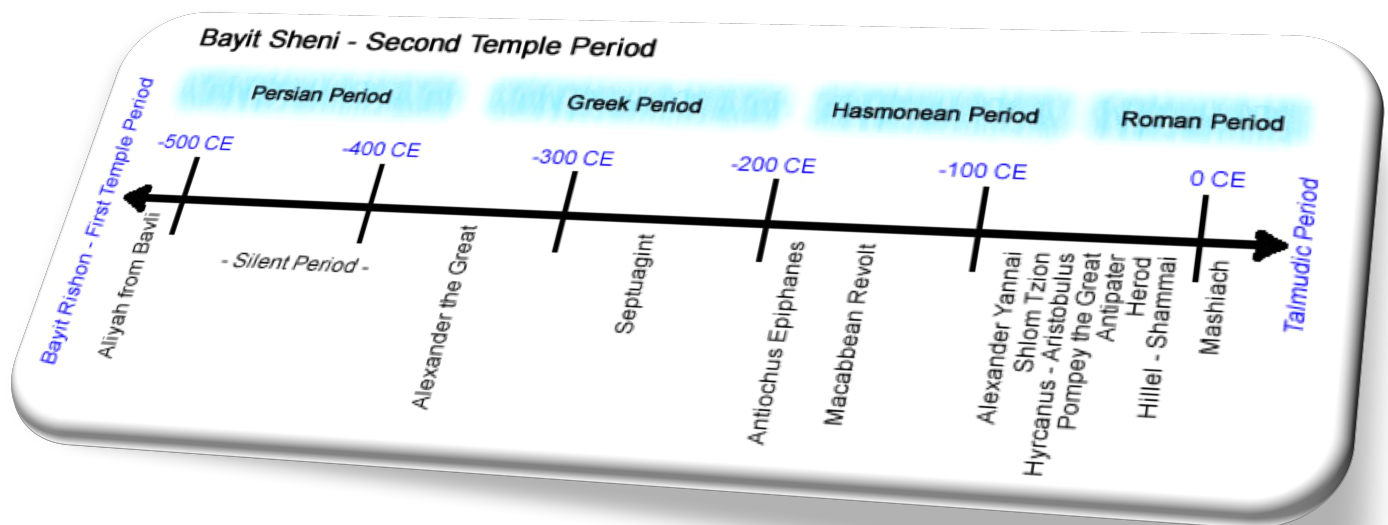 Bayit Sheni - Second Temple Period
Persian Period
Greek Period
Hasmonean Period
Roman Period
-500 CE
-400 CE
-300 CE
-200 CE
-100 CE
0 CE
Bayit Rishon - First Temple Period
Aliyah from Bavli
- Silent Period -
Alexander the Great
Septuagint
Antiochus Epiphanes
Macabbean Revolt
Alexander Yannai
Shlom Tzion
Hyrcanus - Aristobulus
Pompey the Great
Antipater
Herod
Hillel - Shammai
Mashiach
Talmudic Period